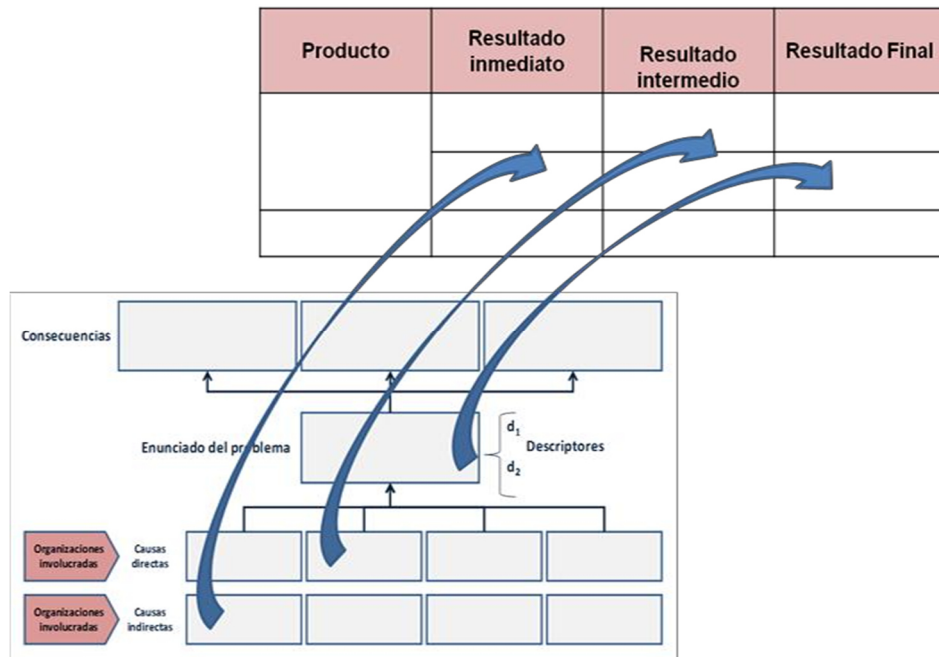 Producto
Resultado
inmediato
Resultado
intermedio
Resultado Final
Consecuencias
Enunciado del problema
d1
d2
Descriptores
Organizaciones
involucradas
Causas
directas
Organizaciones
involucradas
Causas
indirectas